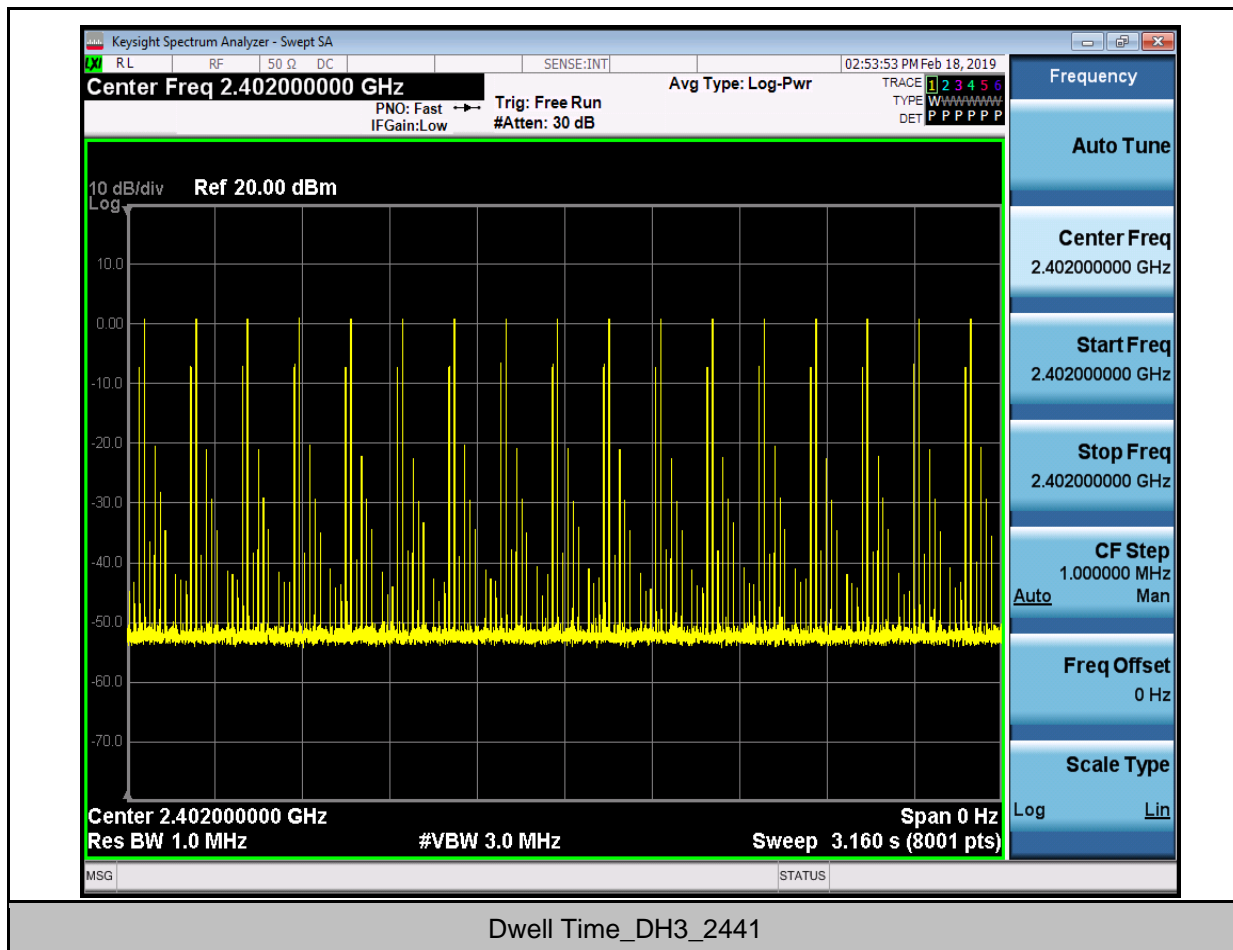 Keysight Spectrum Analyzer - Swept SA
LXI RL RF 50 Ω DC SENSE:INT 02:53:53 PM Feb 18, 2019
Center Freq 2.402000000 GHz Avg Type: Log-Pwr TRACE 1 2 3 4 5 6
PNO: Fast Trig: Free Run TYPE WWWWWW
IFGain:Low #Atten: 30 dB DET P P P P P P
10 dB/div Ref 20.00 dBm
Log
10.0
0.00
-10.0
-20.0
-30.0
-40.0
-50.0
-60.0
-70.0
Center 2.402000000 GHz Span 0 Hz
Res BW 1.0 MHz #VBW 3.0 MHz Sweep 3.160 s (8001 pts)
MSG STATUS
Frequency
Auto Tune
Center Freq
2.402000000 GHz
Start Freq
2.402000000 GHz
Stop Freq
2.402000000 GHz
CF Step
1.000000 MHz
Auto Man
Freq Offset
0 Hz
Scale Type
Log Lin
Dwell Time_DH3_2441